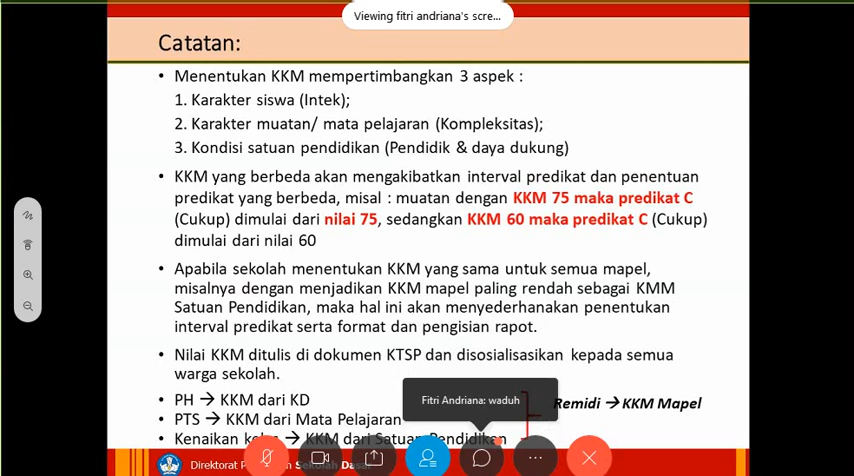 Viewing fitri andriana's scre...
Catatan:
• Menentukan KKM mempertimbangkan 3 aspek :
1. Karakter siswa (Intek);
2. Karakter muatan/ mata pelajaran (Kompleksitas);
3. Kondisi satuan pendidikan (Pendidik & daya dukung)
• KKM yang berbeda akan mengakibatkan interval predikat dan penentuan
predikat yang berbeda, misal : muatan dengan KKM 75 maka predikat C
(Cukup) dimulai dari nilai 75, sedangkan KKM 60 maka predikat C (Cukup)
dimulai dari nilai 60
• Apabila sekolah menentukan KKM yang sama untuk semua mapel,
misalnya dengan menjadikan KKM mapel paling rendah sebagai KMM
Satuan Pendidikan, maka hal ini akan menyederhanakan penentukan
interval predikat serta format dan pengisian rapot.
• Nilai KKM ditulis di dokumen KTSP dan disosialisasikan kepada semua
warga sekolah.
• PH → KKM dari KD
• PTS → KKM dari Mata Pelajaran
• Kenaikan → KKM dari Satuan Pendidikan
Remidi → KKM Mapel
Fitri Andriana: waduh
Direktorat Sekolah Dasar